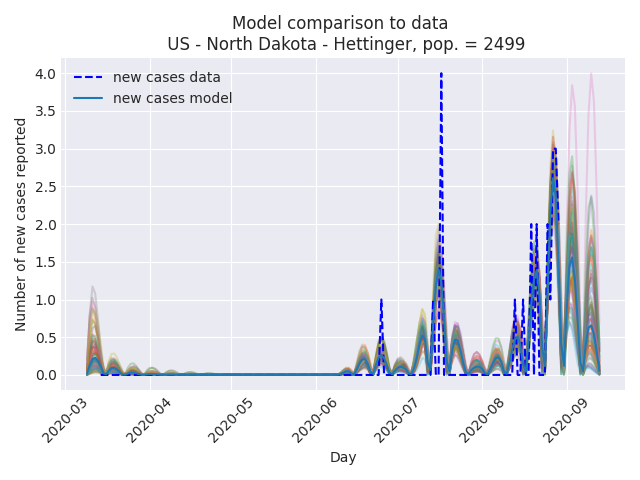 Model comparison to data
US - North Dakota - Hettinger, pop. = 2499
new cases data
new cases model
Number of new cases reported
4.0
3.5
3.0
2.5
2.0
1.5
1.0
0.5
0.0
2020-03
2020-04
2020-05
2020-06
2020-07
2020-08
2020-09
Day